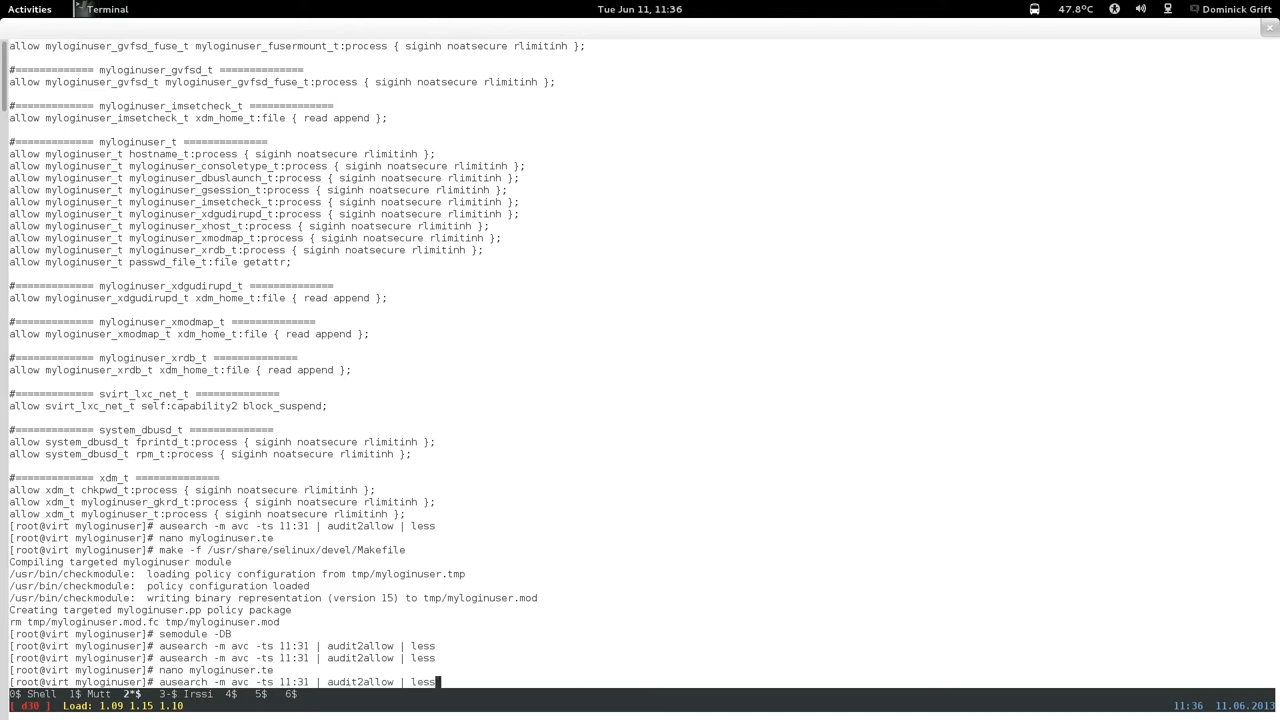 Activities Terminal Tue Jun 11, 11:36 47.8ºC Dominick Grift
allow myloginuser_gvfsd_fuse_t myloginuser_fusermount_t:process { siginh noatsecure rlimitinh };
#============= myloginuser_gvfsd_t ==============
allow myloginuser_gvfsd_t myloginuser_gvfsd_fuse_t:process { siginh noatsecure rlimitinh };
#============= myloginuser_imsetcheck_t ==============
allow myloginuser_imsetcheck_t xdm_home_t:file { read append };
#============= myloginuser_t ==============
allow myloginuser_t hostname_t:process { siginh noatsecure rlimitinh };
allow myloginuser_t myloginuser_consoletype_t:process { siginh noatsecure rlimitinh };
allow myloginuser_t myloginuser_dbuslaunch_t:process { siginh noatsecure rlimitinh };
allow myloginuser_t myloginuser_gsession_t:process { siginh noatsecure rlimitinh };
allow myloginuser_t myloginuser_imsetcheck_t:process { siginh noatsecure rlimitinh };
allow myloginuser_t myloginuser_xdgudirupd_t:process { siginh noatsecure rlimitinh };
allow myloginuser_t myloginuser_xhost_t:process { siginh noatsecure rlimitinh };
allow myloginuser_t myloginuser_xmodmap_t:process { siginh noatsecure rlimitinh };
allow myloginuser_t myloginuser_xrdb_t:process { siginh noatsecure rlimitinh };
allow myloginuser_t passwd_file_t:file getattr;
#============= myloginuser_xdgudirupd_t ==============
allow myloginuser_xdgudirupd_t xdm_home_t:file { read append };
#============= myloginuser_xmodmap_t ==============
allow myloginuser_xmodmap_t xdm_home_t:file { read append };
#============= myloginuser_xrdb_t ==============
allow myloginuser_xrdb_t xdm_home_t:file { read append };
#============= svirt_lxc_net_t ==============
allow svirt_lxc_net_t self:capability2 block_suspend;
#============= system_dbusd_t ==============
allow system_dbusd_t fprintd_t:process { siginh noatsecure rlimitinh };
allow system_dbusd_t rpm_t:process { siginh noatsecure rlimitinh };
#============= xdm_t ==============
allow xdm_t chkpwd_t:process { siginh noatsecure rlimitinh };
allow xdm_t myloginuser_gkrd_t:process { siginh noatsecure rlimitinh };
allow xdm_t myloginuser_t:process { siginh noatsecure rlimitinh };
[root@virt myloginuser]# ausearch -m avc -ts 11:31 | audit2allow | less
[root@virt myloginuser]# nano myloginuser.te
[root@virt myloginuser]# make -f /usr/share/selinux/devel/Makefile
Compiling targeted myloginuser module
/usr/bin/checkmodule:  loading policy configuration from tmp/myloginuser.tmp
/usr/bin/checkmodule:  policy configuration loaded
/usr/bin/checkmodule:  writing binary representation (version 15) to tmp/myloginuser.mod
Creating targeted myloginuser.pp policy package
rm tmp/myloginuser.mod.fc tmp/myloginuser.mod
[root@virt myloginuser]# semodule -DB
[root@virt myloginuser]# ausearch -m avc -ts 11:31 | audit2allow | less
[root@virt myloginuser]# ausearch -m avc -ts 11:31 | audit2allow | less
[root@virt myloginuser]# nano myloginuser.te
[root@virt myloginuser]# ausearch -m avc -ts 11:31 | audit2allow | less
0$ Shell  1$ Mutt  2*$  3-$ Irssi  4$  5$  6$
[ d30 ] Load: 1.09 1.15 1.10 11:36 11.06.2013